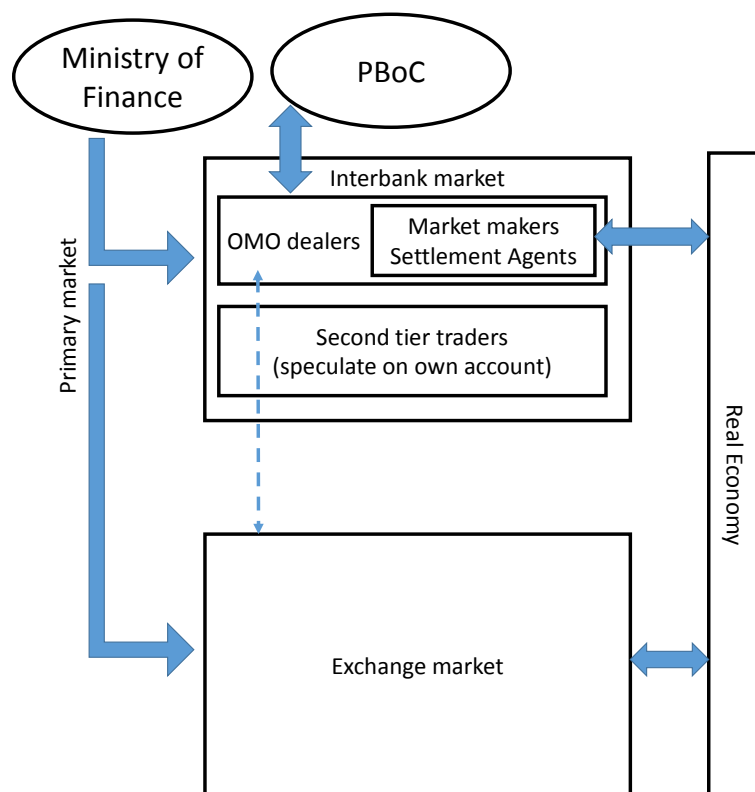 Ministry of
Finance
PBoC
Interbank market
OMO dealers
Market makers
Settlement Agents
Second tier traders
(speculate on own account)
Primary market
Real Economy
Exchange market